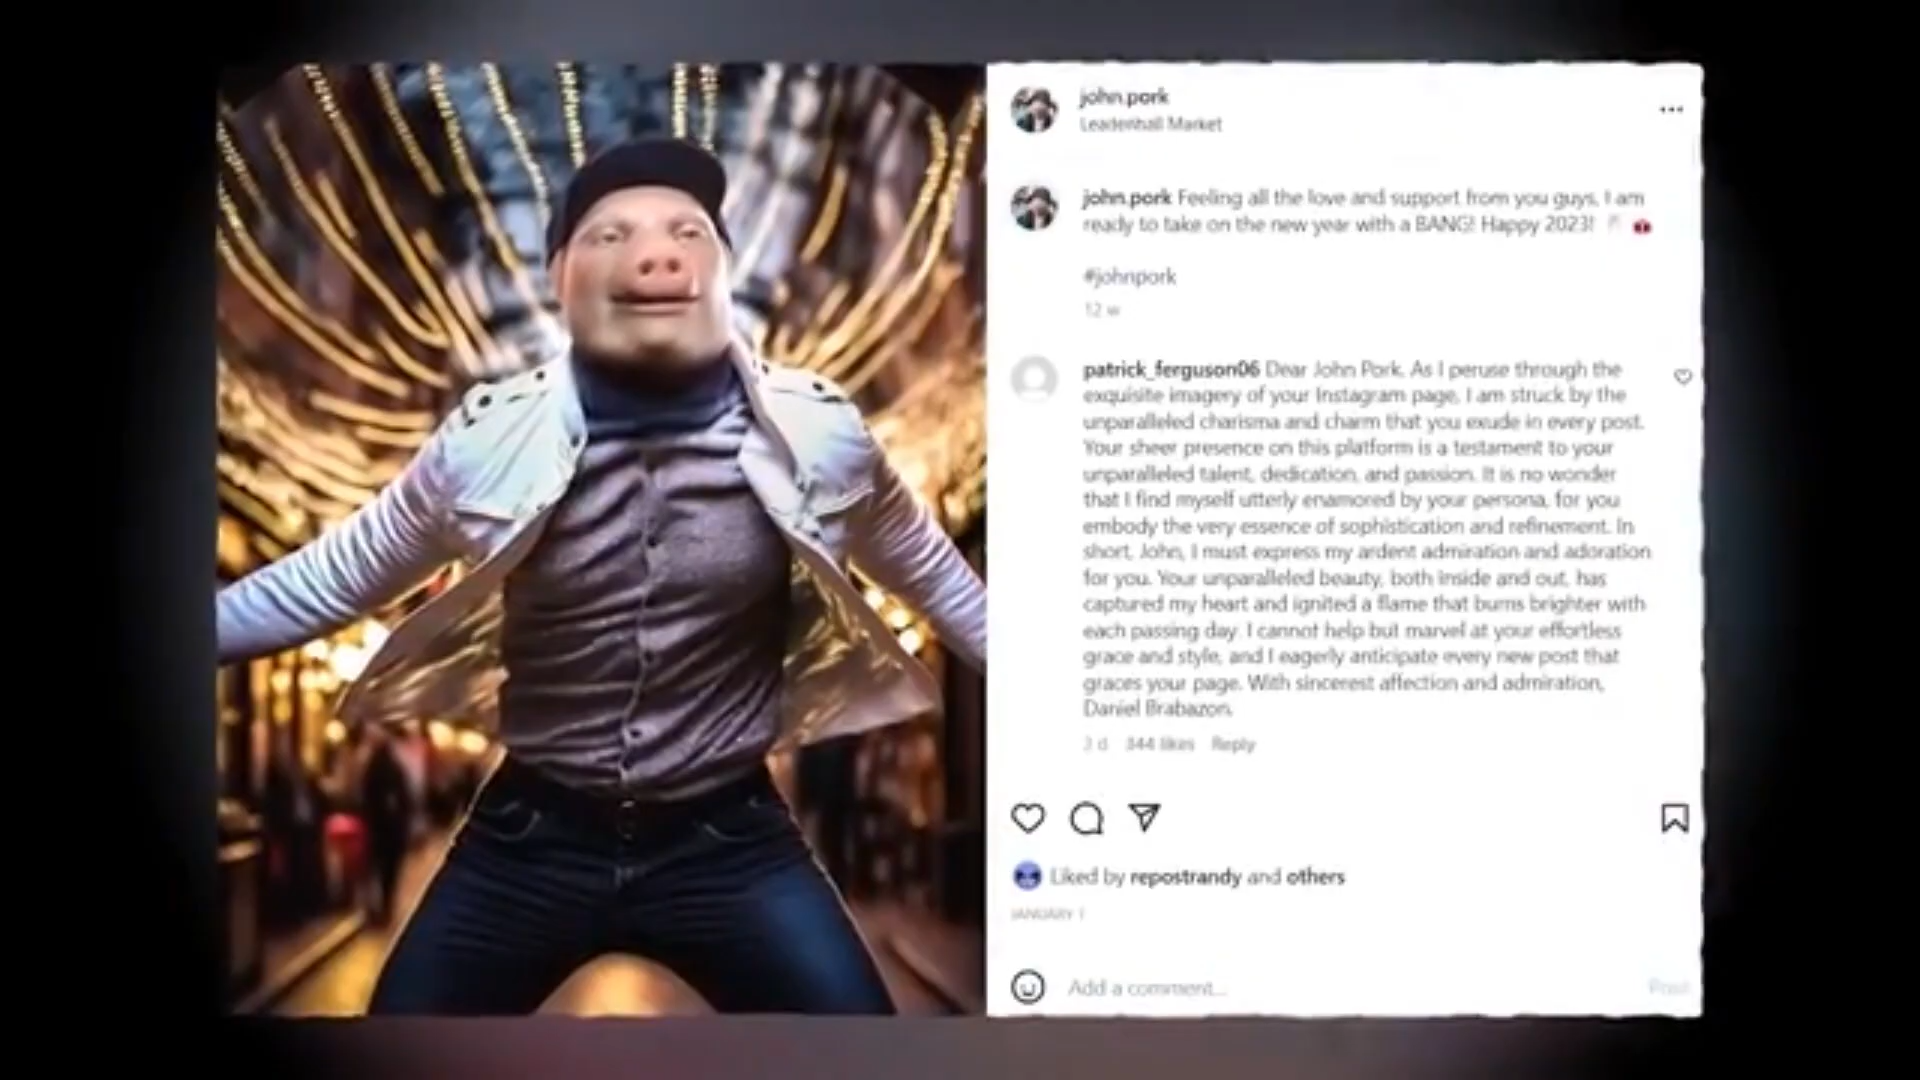 john.pork
Leadenhall Market
john.pork Feeling all the love and support from you guys, I am
ready to take on the new year with a BANG! Happy 2023!
#johnpork
12 w
patrick_ferguson06 Dear John Pork. As I peruse through the
exquisite imagery of your Instagram page, I am struck by the
unparalleled charisma and charm that you exude in every post.
Your sheer presence on this platform is a testament to your
unparalleled talent, dedication, and passion. It is no wonder
that I find myself utterly enamored by your persona, for you
embody the very essence of sophistication and refinement. In
short, John, I must express my ardent admiration and adoration
for you. Your unparalleled beauty, both inside and out, has
captured my heart and ignited a flame that burns brighter with
each passing day. I cannot help but marvel at your effortless
grace and style, and I eagerly anticipate every new post that
graces your page. With sincerest affection and admiration,
Daniel Brabazon.
d 344 likes Reply
Liked by repostrandy and others
JANUARY 1
Add a comment...
Post